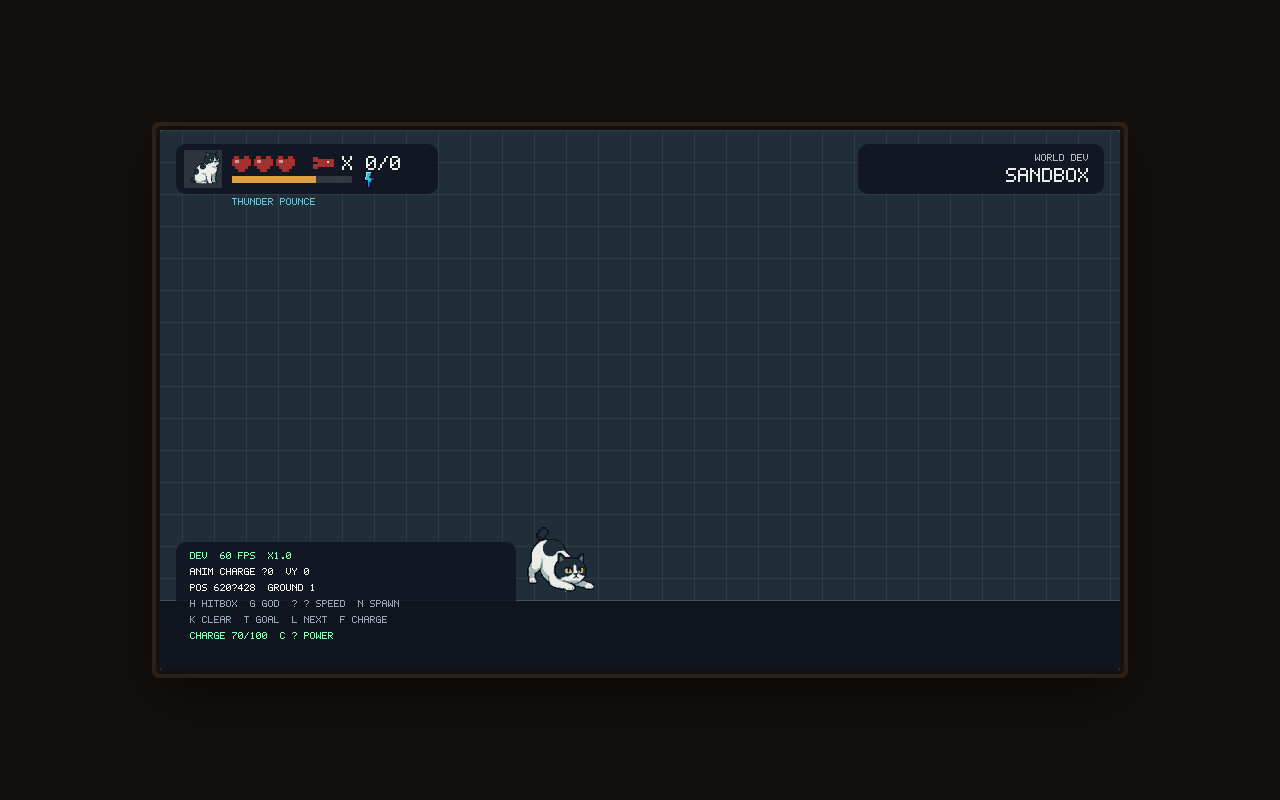 X 0/0
THUNDER POUNCE
WORLD DEV
SANDBOX
DEV 60 FPS X1.0
ANIM CHARGE ?0 VY 0
POS 620?428 GROUND 1
H HITBOX G GOD ? ? SPEED N SPAWN
K CLEAR T GOAL L NEXT F CHARGE
CHARGE 70/100 C ? POWER